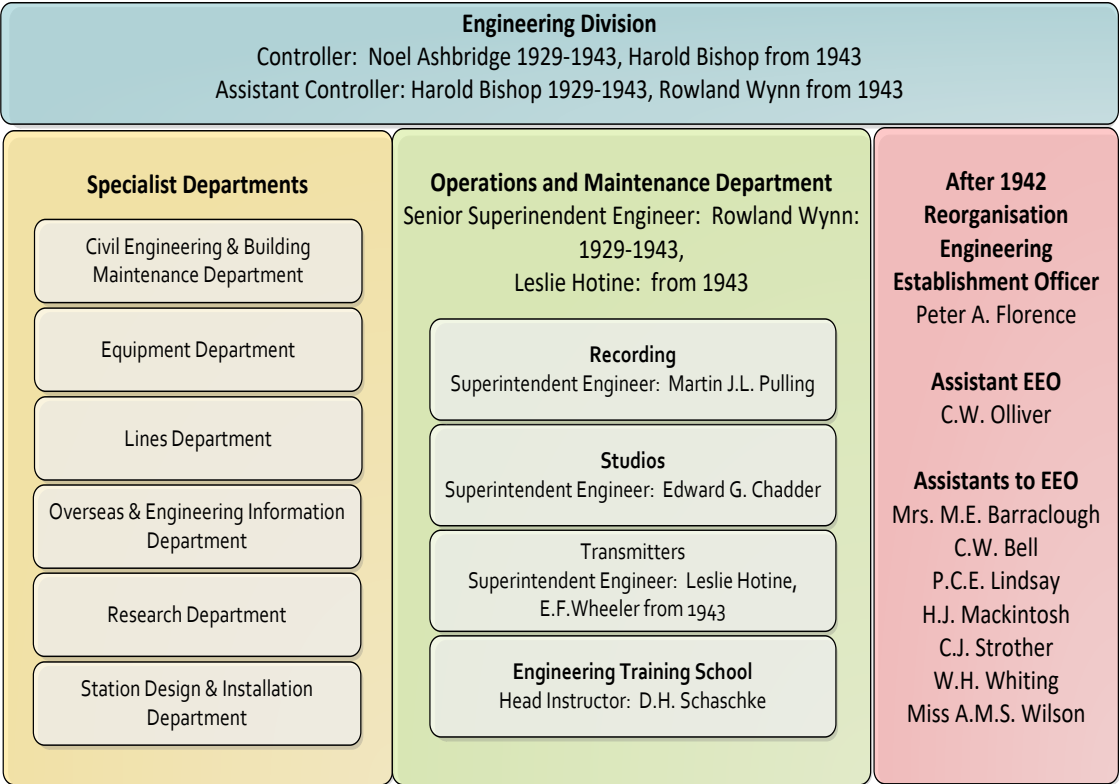 Engineering Division
Controller: Noel Ashbridge 1929-1943, Harold Bishop from 1943
Assistant Controller: Harold Bishop 1929-1943, Rowland Wynn from 1943
Specialist Departments
Civil Engineering & Building
Maintenance Department
Equipment Department
Lines Department
Overseas & Engineering Information
Department
Research Department
Station Design & Installation
Department
Operations and Maintenance Department
Senior Superinendent Engineer: Rowland Wynn:
1929-1943,
Leslie Hotine: from 1943
Recording
Superintendent Engineer: Martin J.L. Pulling
Studios
Superintendent Engineer: Edward G. Chadder
Transmitters
Superintendent Engineer: Leslie Hotine,
E.F.Wheeler from 1943
Engineering Training School
Head Instructor: D.H. Schaschke
After 1942
Reorganisation
Engineering
Establishment Officer
Peter A. Florence
Assistant EEO
C.W. Olliver
Assistants to EEO
Mrs. M.E. Barraclough
C.W. Bell
P.C.E. Lindsay
H.J. Mackintosh
C.J. Strother
W.H. Whiting
Miss A.M.S. Wilson